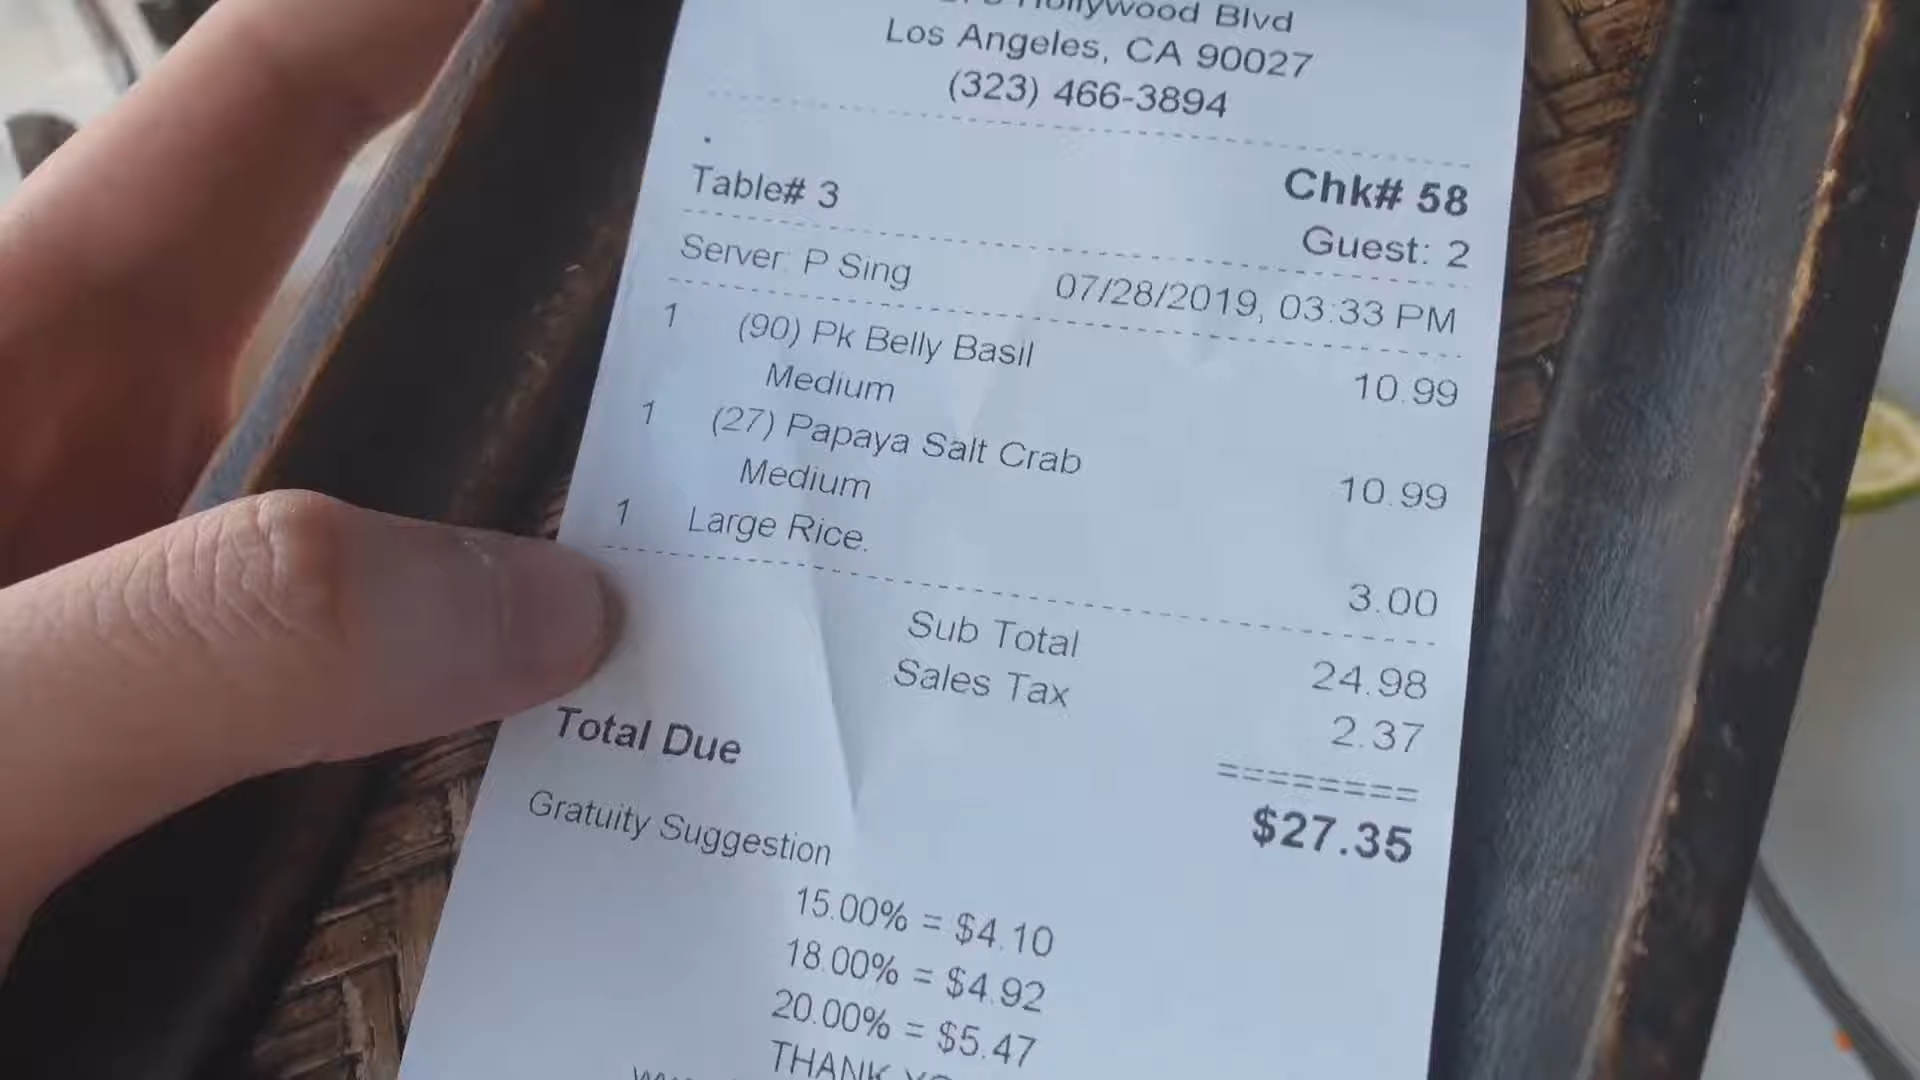 Hollywood Blvd
Los Angeles, CA 90027
(323) 466-3894
Chk# 58
Table# 3
Guest: 2
Server: P Sing 07/28/2019, 03:33 PM
1 (90) Pk Belly Basil 10.99
Medium
1 (27) Papaya Salt Crab 10.99
Medium
1 Large Rice. 3.00
Sub Total 24.98
Sales Tax 2.37
========
Total Due $27.35
Gratuity Suggestion
15.00% = $4.10
18.00% = $4.92
20.00% = $5.47
THANK